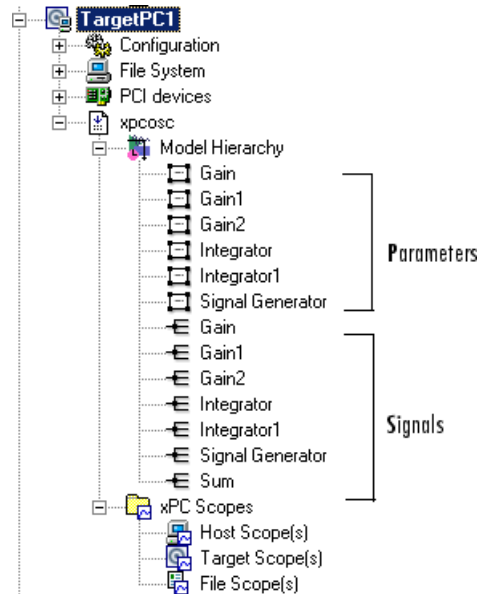 TargetPC1
Configuration
File System
PCI devices
xpcosc
Model Hierarchy
Gain
Gain1
Gain2
Integrator
Integrator1
Signal Generator
Parameters
Gain
Gain1
Gain2
Integrator
Integrator1
Signal Generator
Sum
Signals
xPC Scopes
Host Scope(s)
Target Scope(s)
File Scope(s)